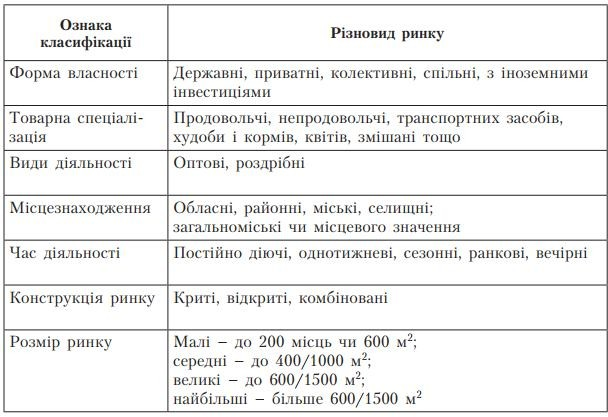 Ознака
класифікації
Різновид ринку
Форма власності
Державні, приватні, колективні, спільні, з іноземними
інвестиціями
Товарна спеціалі-
зація
Продовольчі, непродовольчі, транспортних засобів,
худоби і кормів, квітів, змішані тощо
Види діяльності
Оптові, роздрібні
Місцезнаходження
Обласні, районні, міські, селищні;
загальноміські чи місцевого значення
Час діяльності
Постійно діючі, однотижневі, сезонні, ранкові, вечірні
Конструкція ринку
Криті, відкриті, комбіновані
Розмір ринку
Малі – до 200 місць чи 600 м²;
середні – до 400/1000 м²;
великі – до 600/1500 м²;
найбільші – більше 600/1500 м²